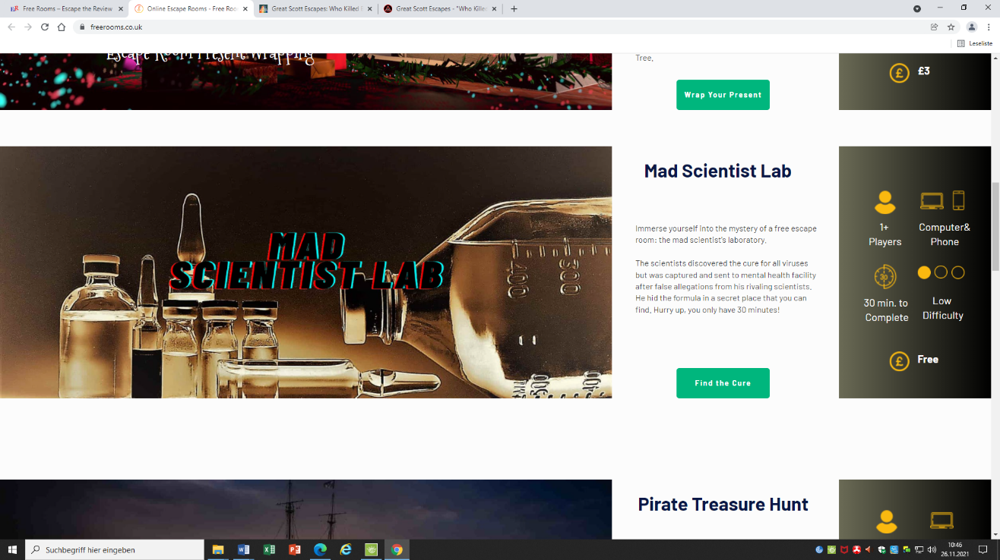 Free Rooms – Escape the Review
Online Escape Rooms - Free Roo
Great Scott Escapes: Who Killed
Great Scott Escapes - "Who Kille
freerooms.co.uk
Leseliste
Escape Room Present Wrapping
Tree.
£3
Wrap Your Present
MAD
SCIENTIST LAB
400
300
Mad Scientist Lab
Immerse yourself into the mystery of a free escape
room: the mad scientist's laboratory.
The scientists discovered the cure for all viruses
but was captured and sent to mental health facility
after false allegations from his rivaling scientists.
He hid the formula in a secret place that you can
find. Hurry up, you only have 30 minutes!
Find the Cure
1+
Players
Computer&
Phone
30
30 min. to
Complete
Low
Difficulty
£ Free
Pirate Treasure Hunt
Suchbegriff hier eingeben
10:46
26.11.2021